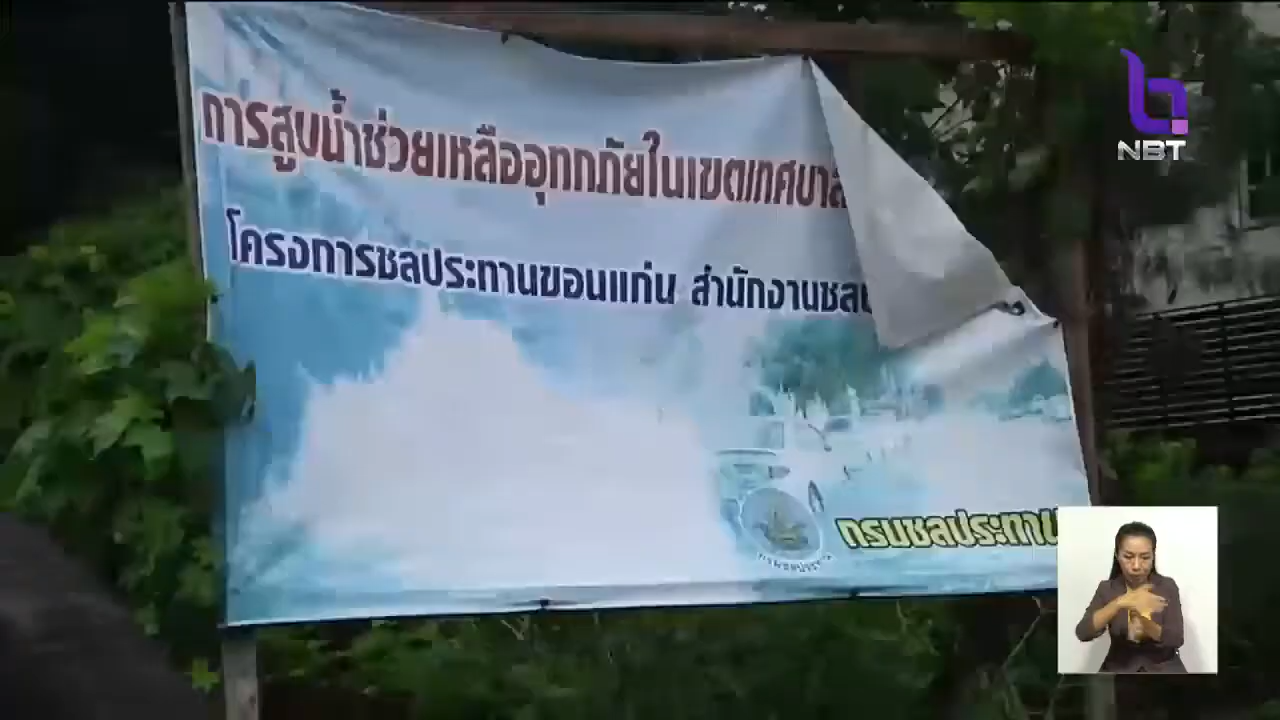 การสูบน้ำช่วยเหลืออุทกภัยในเขตเทศบาล
โครงการชลประทานขอนแก่น สำนักงานชล
กรมชลประทาน
NBT